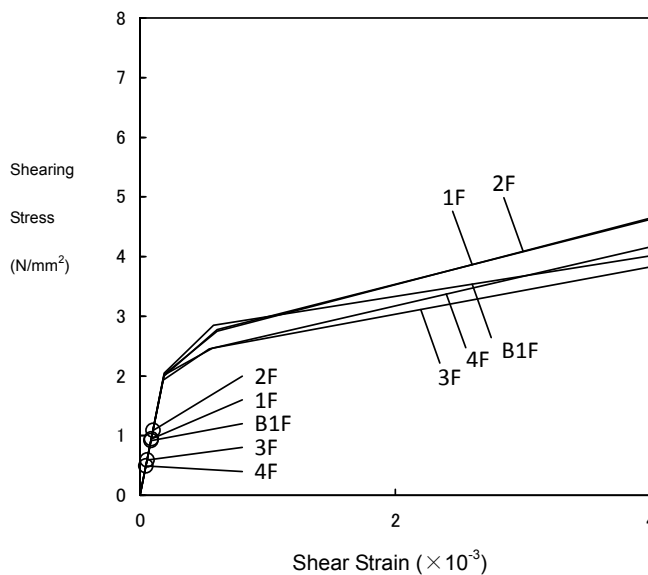 8
7
6
5
4
3
2
1
0
Shearing
Stress
(N/mm²)
1F
2F
3F
4F
B1F
2F
1F
B1F
3F
4F
0
2
4
Shear Strain (×10⁻³)